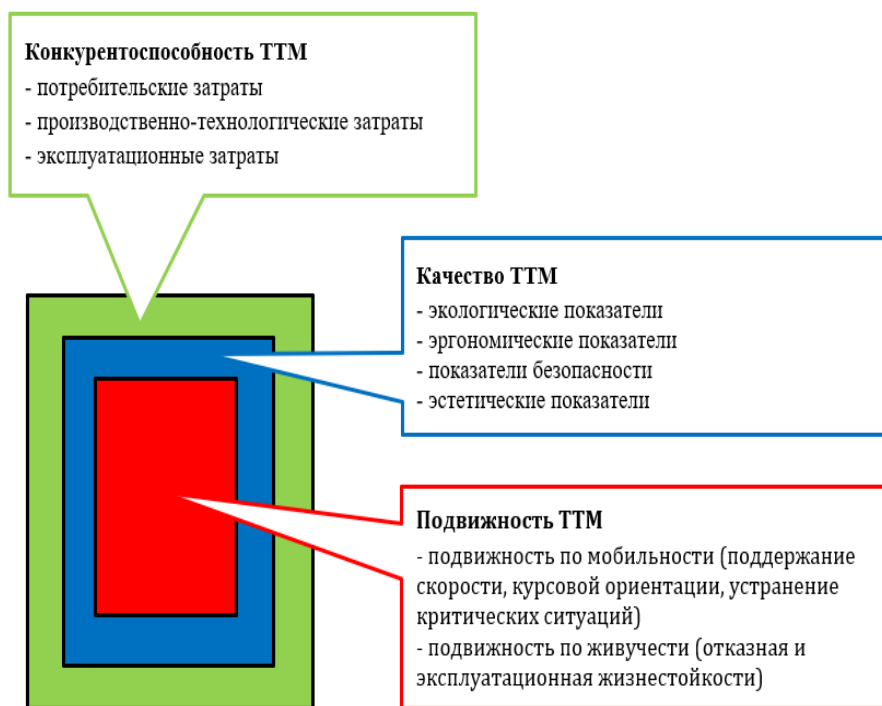 Конкурентоспособность ТТМ
- потребительские затраты
- производственно-технологические затраты
- эксплуатационные затраты
Качество ТТМ
- экологические показатели
- эргономические показатели
- показатели безопасности
- эстетические показатели
Подвижность ТТМ
- подвижность по мобильности (поддержание
скорости, курсовой ориентации, устранение
критических ситуаций)
- подвижность по живучести (отказная и
эксплуатационная жизнестойкости)